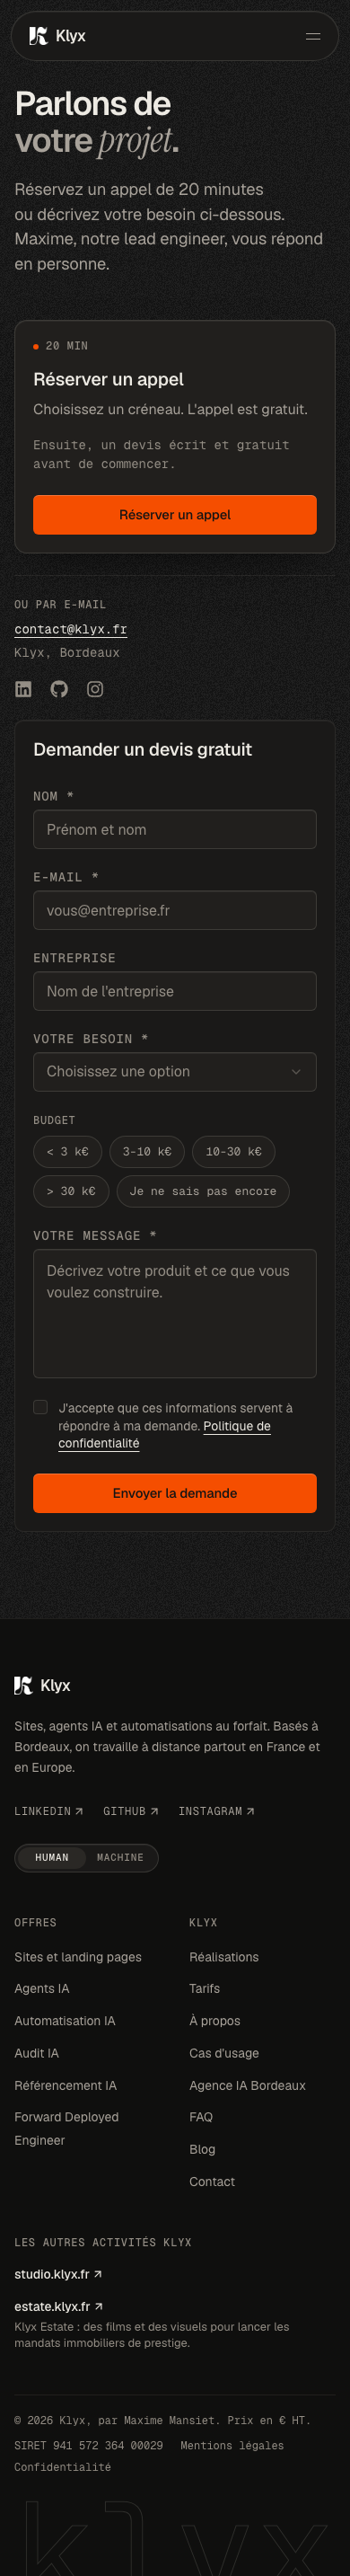 Klyx
Parlons de
votre projet.
Réservez un appel de 20 minutes
ou décrivez votre besoin ci-dessous.
Maxime, notre lead engineer, vous répond
en personne.
20 MIN
Réserver un appel
Choisissez un créneau. L'appel est gratuit.
Ensuite, un devis écrit et gratuit
avant de commencer.
Réserver un appel
OU PAR E-MAIL
contact@klyx.fr
Klyx, Bordeaux
Demander un devis gratuit
NOM *
Prénom et nom
E-MAIL *
vous@entreprise.fr
ENTREPRISE
Nom de l'entreprise
VOTRE BESOIN *
Choisissez une option
BUDGET
< 3 k€ 3–10 k€ 10–30 k€
> 30 k€ Je ne sais pas encore
VOTRE MESSAGE *
Décrivez votre produit et ce que vous
voulez construire.
J'accepte que ces informations servent à
répondre à ma demande. Politique de
confidentialité
Envoyer la demande
Klyx
Sites, agents IA et automatisations au forfait. Basés à
Bordeaux, on travaille à distance partout en France et
en Europe.
LINKEDIN ↗ GITHUB ↗ INSTAGRAM ↗
HUMAN MACHINE
OFFRES
Sites et landing pages
Agents IA
Automatisation IA
Audit IA
Référencement IA
Forward Deployed
Engineer
KLYX
Réalisations
Tarifs
À propos
Cas d'usage
Agence IA Bordeaux
FAQ
Blog
Contact
LES AUTRES ACTIVITÉS KLYX
studio.klyx.fr ↗
estate.klyx.fr ↗
Klyx Estate : des films et des visuels pour lancer les
mandats immobiliers de prestige.
© 2026 Klyx, par Maxime Mansiet. Prix en € HT.
SIRET 941 572 364 00029 Mentions légales
Confidentialité
klyx